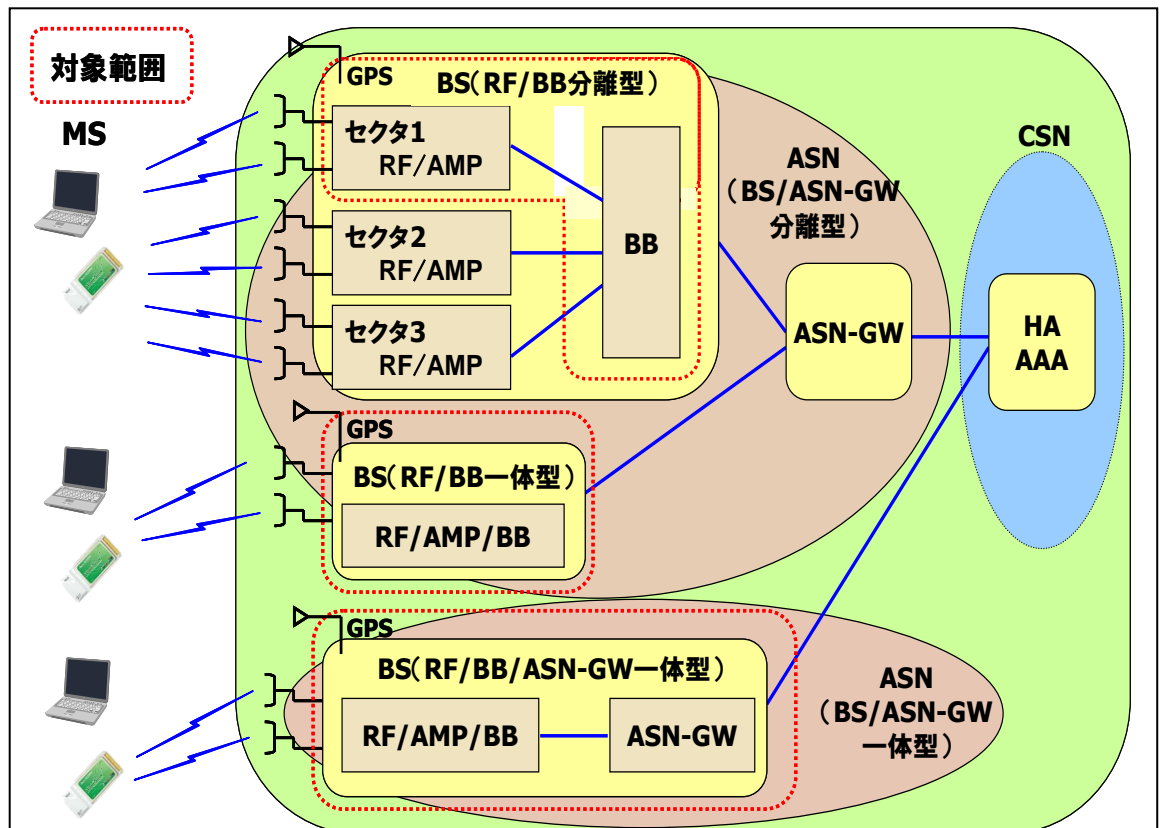 対象範囲
MS
GPS
BS(RF/BB分離型)
セクタ1
RF/AMP
セクタ2
RF/AMP
セクタ3
RF/AMP
BB
ASN
(BS/ASN-GW
分離型)
ASN-GW
CSN
HA
AAA
GPS
BS(RF/BB一体型)
RF/AMP/BB
GPS
BS(RF/BB/ASN-GW一体型)
RF/AMP/BB
ASN-GW
ASN
(BS/ASN-GW
一体型)